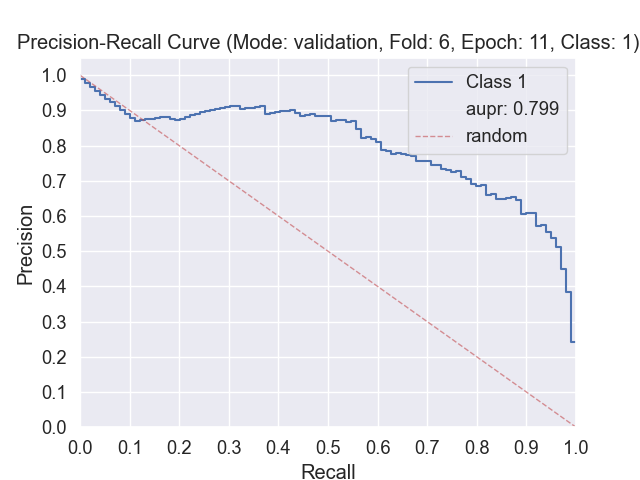 Precision-Recall Curve (Mode: validation, Fold: 6, Epoch: 11, Class: 1)
Class 1
aupr: 0.799
random
Precision
1.0
0.9
0.8
0.7
0.6
0.5
0.4
0.3
0.2
0.1
0.0
0.0 0.1 0.2 0.3 0.4 0.5 0.6 0.7 0.8 0.9 1.0
Recall